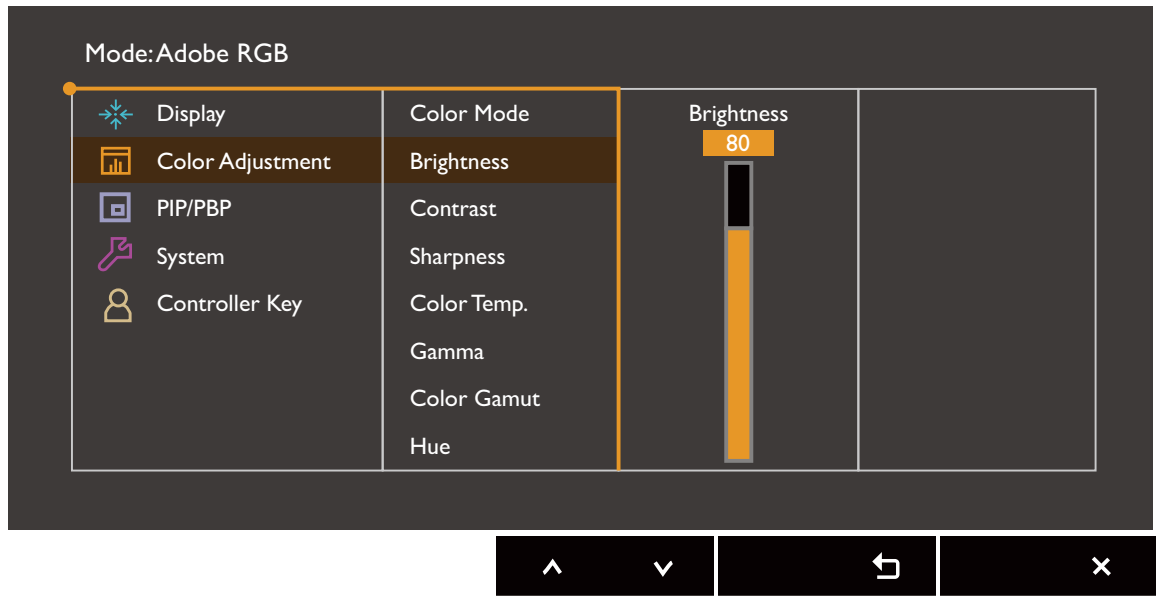 Mode: Adobe RGB
Display
Color Adjustment
PIP/PBP
System
Controller Key
Color Mode
Brightness
Contrast
Sharpness
Color Temp.
Gamma
Color Gamut
Hue
Brightness
80